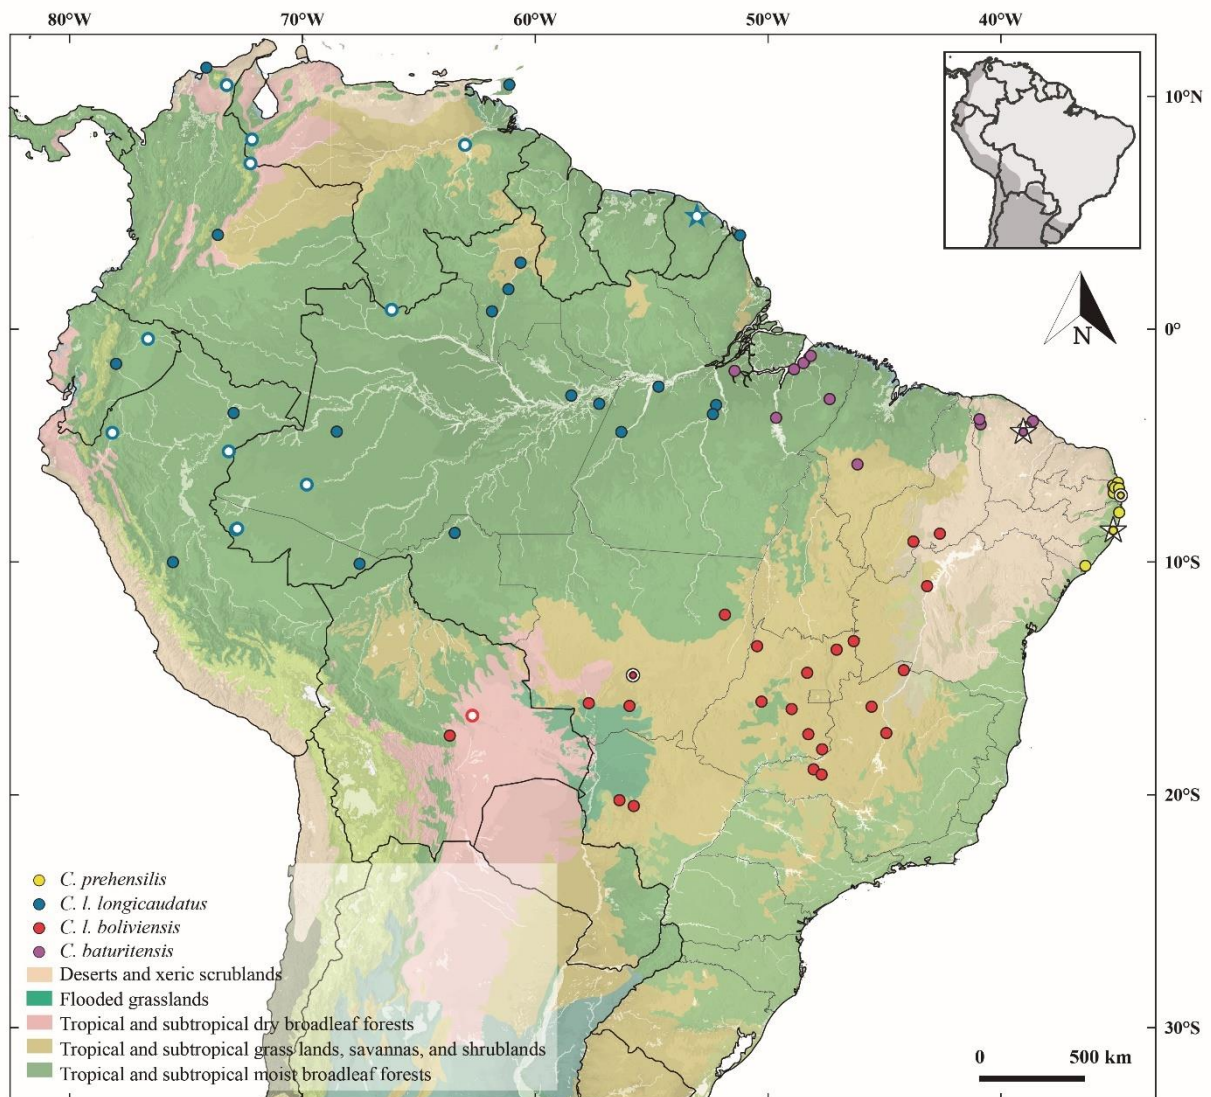 80°W 70°W 60°W 50°W 40°W
10°N
N
0°
10°S
20°S
C. prehensilis
C. l. longicaudatus
C. l. boliviensis
C. baturitensis
Deserts and xeric scrublands
Flooded grasslands
Tropical and subtropical dry broadleaf forests
30°S
Tropical and subtropical grass lands, savannas, and shrublands
0 500 km
Tropical and subtropical moist broadleaf forests